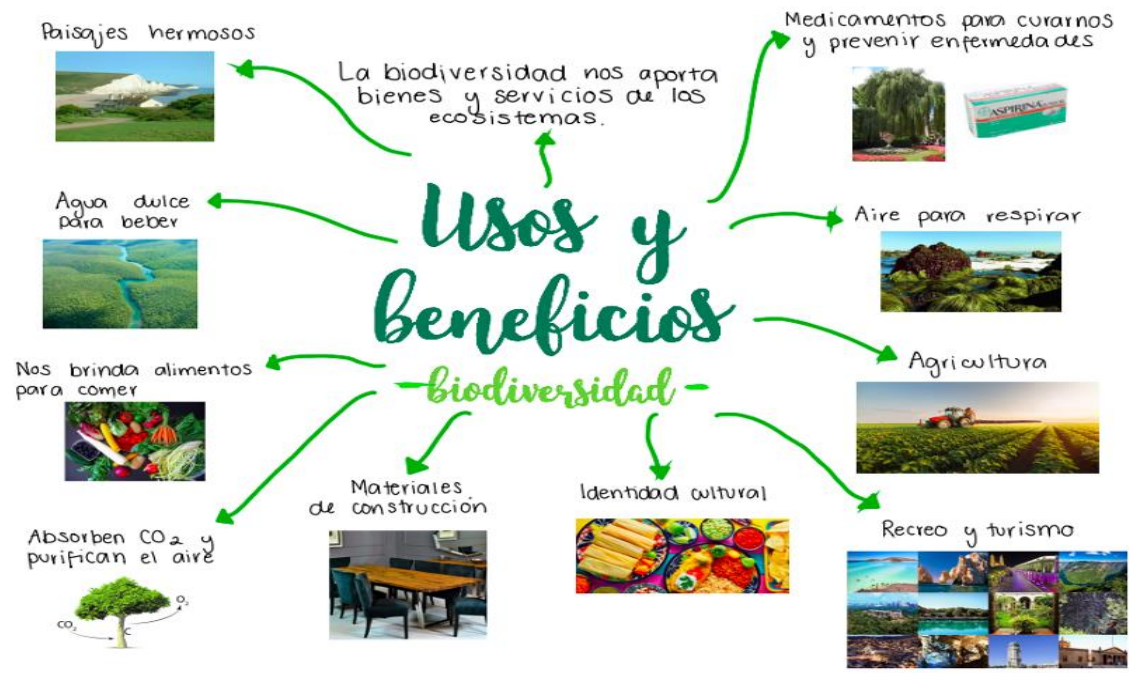 Paisajes hermosos
La biodiversidad nos aporta
bienes y servicios de los
ecosistemas.
Medicamentos para curarnos
y prevenir enfermedades
ASPIRINA
Agua dulce
para beber
Usos y
beneficios
-biodiversidad-
Aire para respirar
Nos brinda alimentos
para comer
Agricultura
Absorben CO2 y
purifican el aire
CO2
O2
C
Materiales
de construcción
Identidad cultural
Recreo y turismo